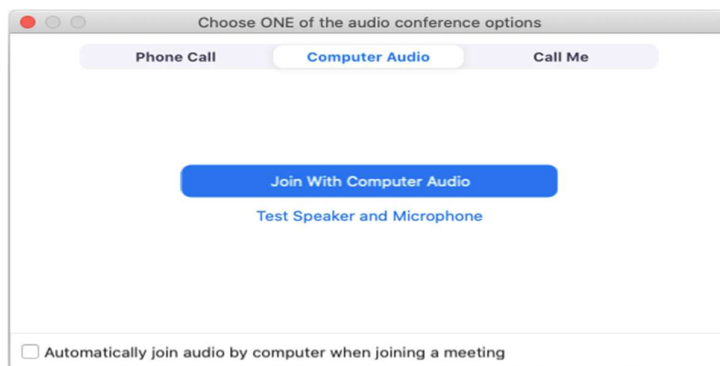 Choose ONE of the audio conference options
Phone Call Computer Audio Call Me
Join With Computer Audio
Test Speaker and Microphone
Automatically join audio by computer when joining a meeting